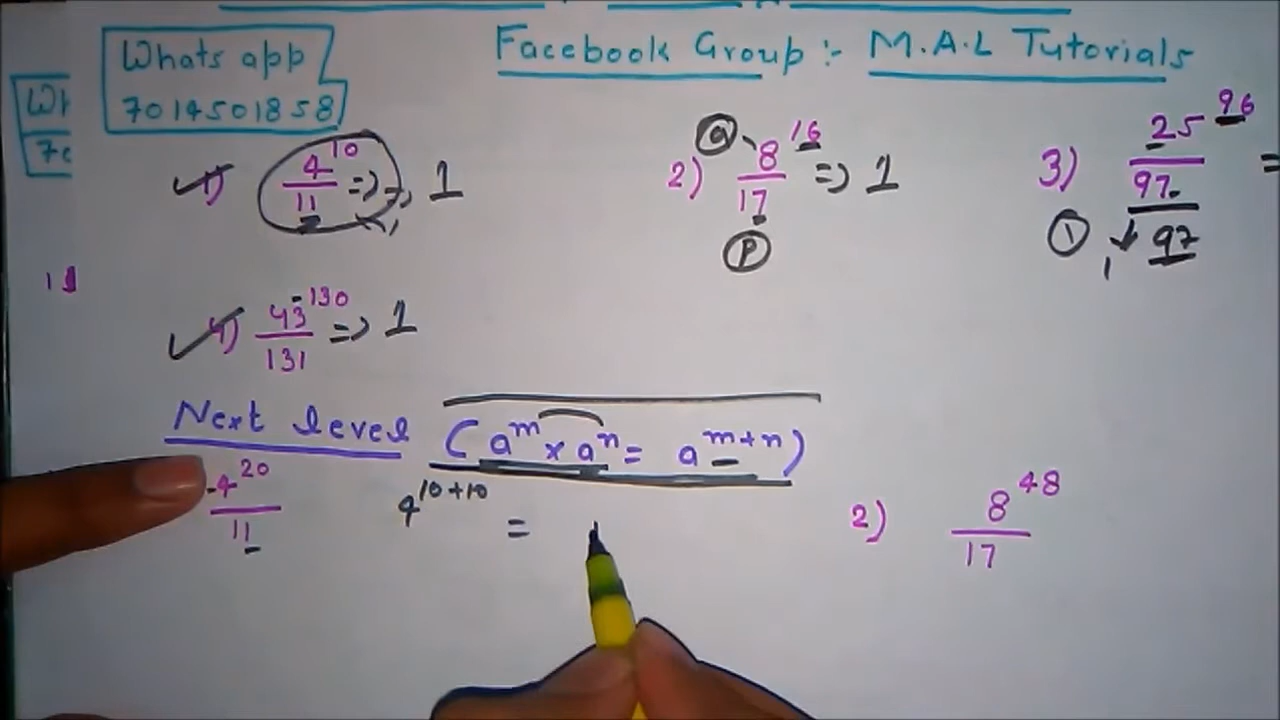 Whats app
7014501858
Facebook Group :- M.A.L Tutorials
Wh
7c
1) 4^10/11 => 1
2) a 8^16/17 => 1
P
3) 25^96/97 =
1 97
4) 43^130/131 => 1
Next level (a^m × a^n = a^m+n)
4^20/11 4^10+10 =
2) 8^48/17